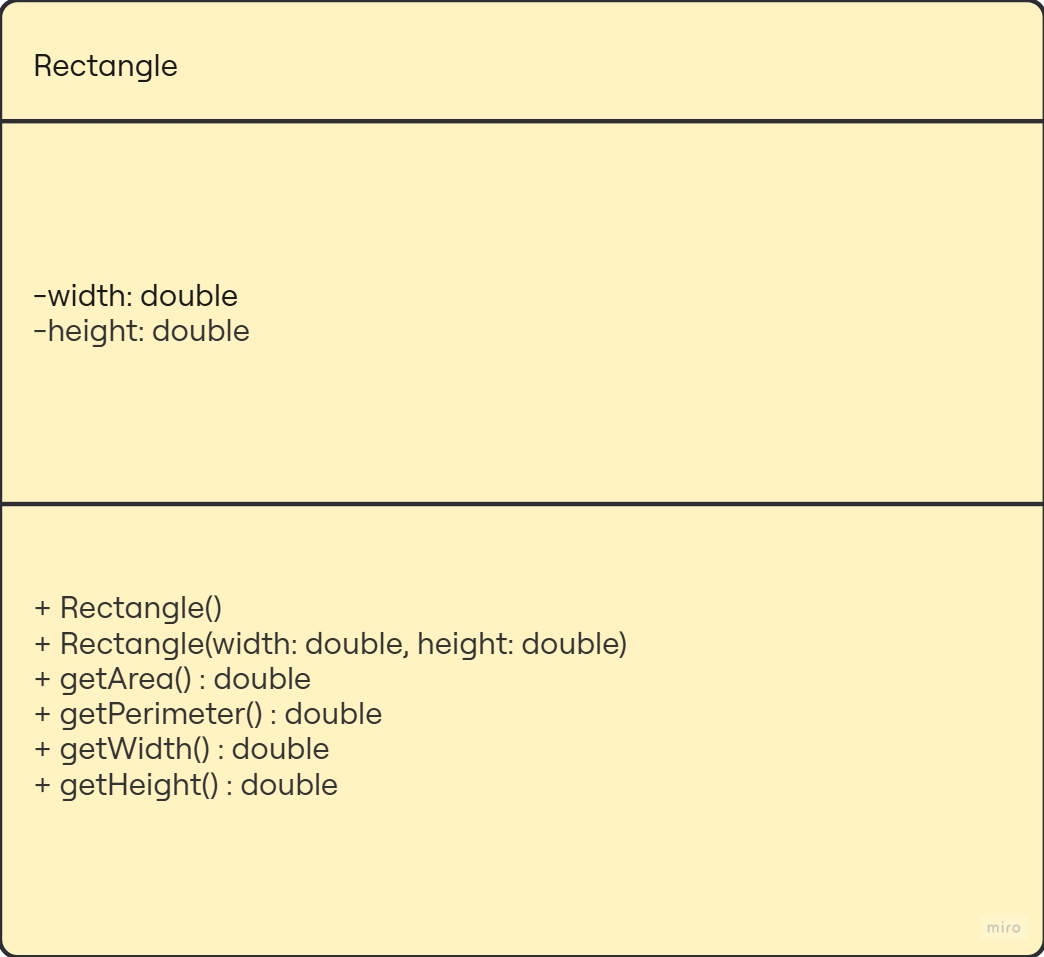 Rectangle
-width: double
-height: double
+ Rectangle()
+ Rectangle(width: double, height: double)
+ getArea() : double
+ getPerimeter() : double
+ getWidth() : double
+ getHeight() : double
miro